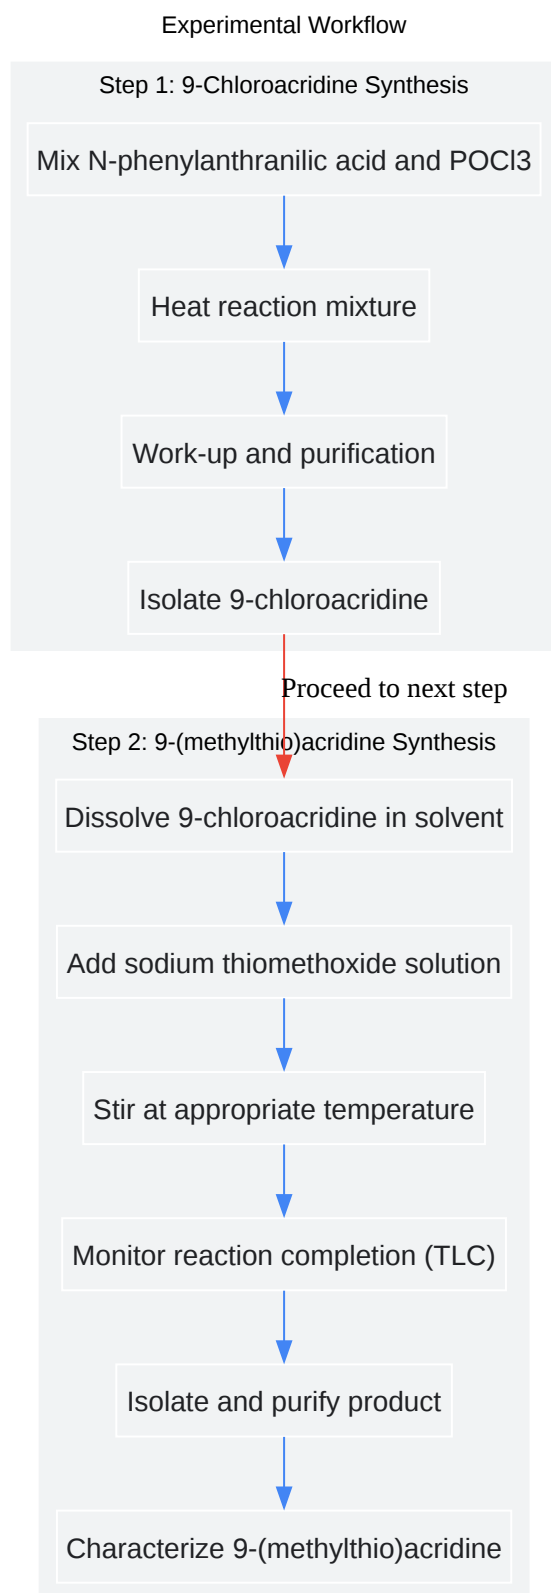 Experimental Workflow
Step 1: 9-Chloroacridine Synthesis
Mix N-phenylanthranilic acid and POCl3
Heat reaction mixture
Work-up and purification
Isolate 9-chloroacridine
Proceed to next step
Step 2: 9-(methylthio)acridine Synthesis
Dissolve 9-chloroacridine in solvent
Add sodium thiomethoxide solution
Stir at appropriate temperature
Monitor reaction completion (TLC)
Isolate and purify product
Characterize 9-(methylthio)acridine